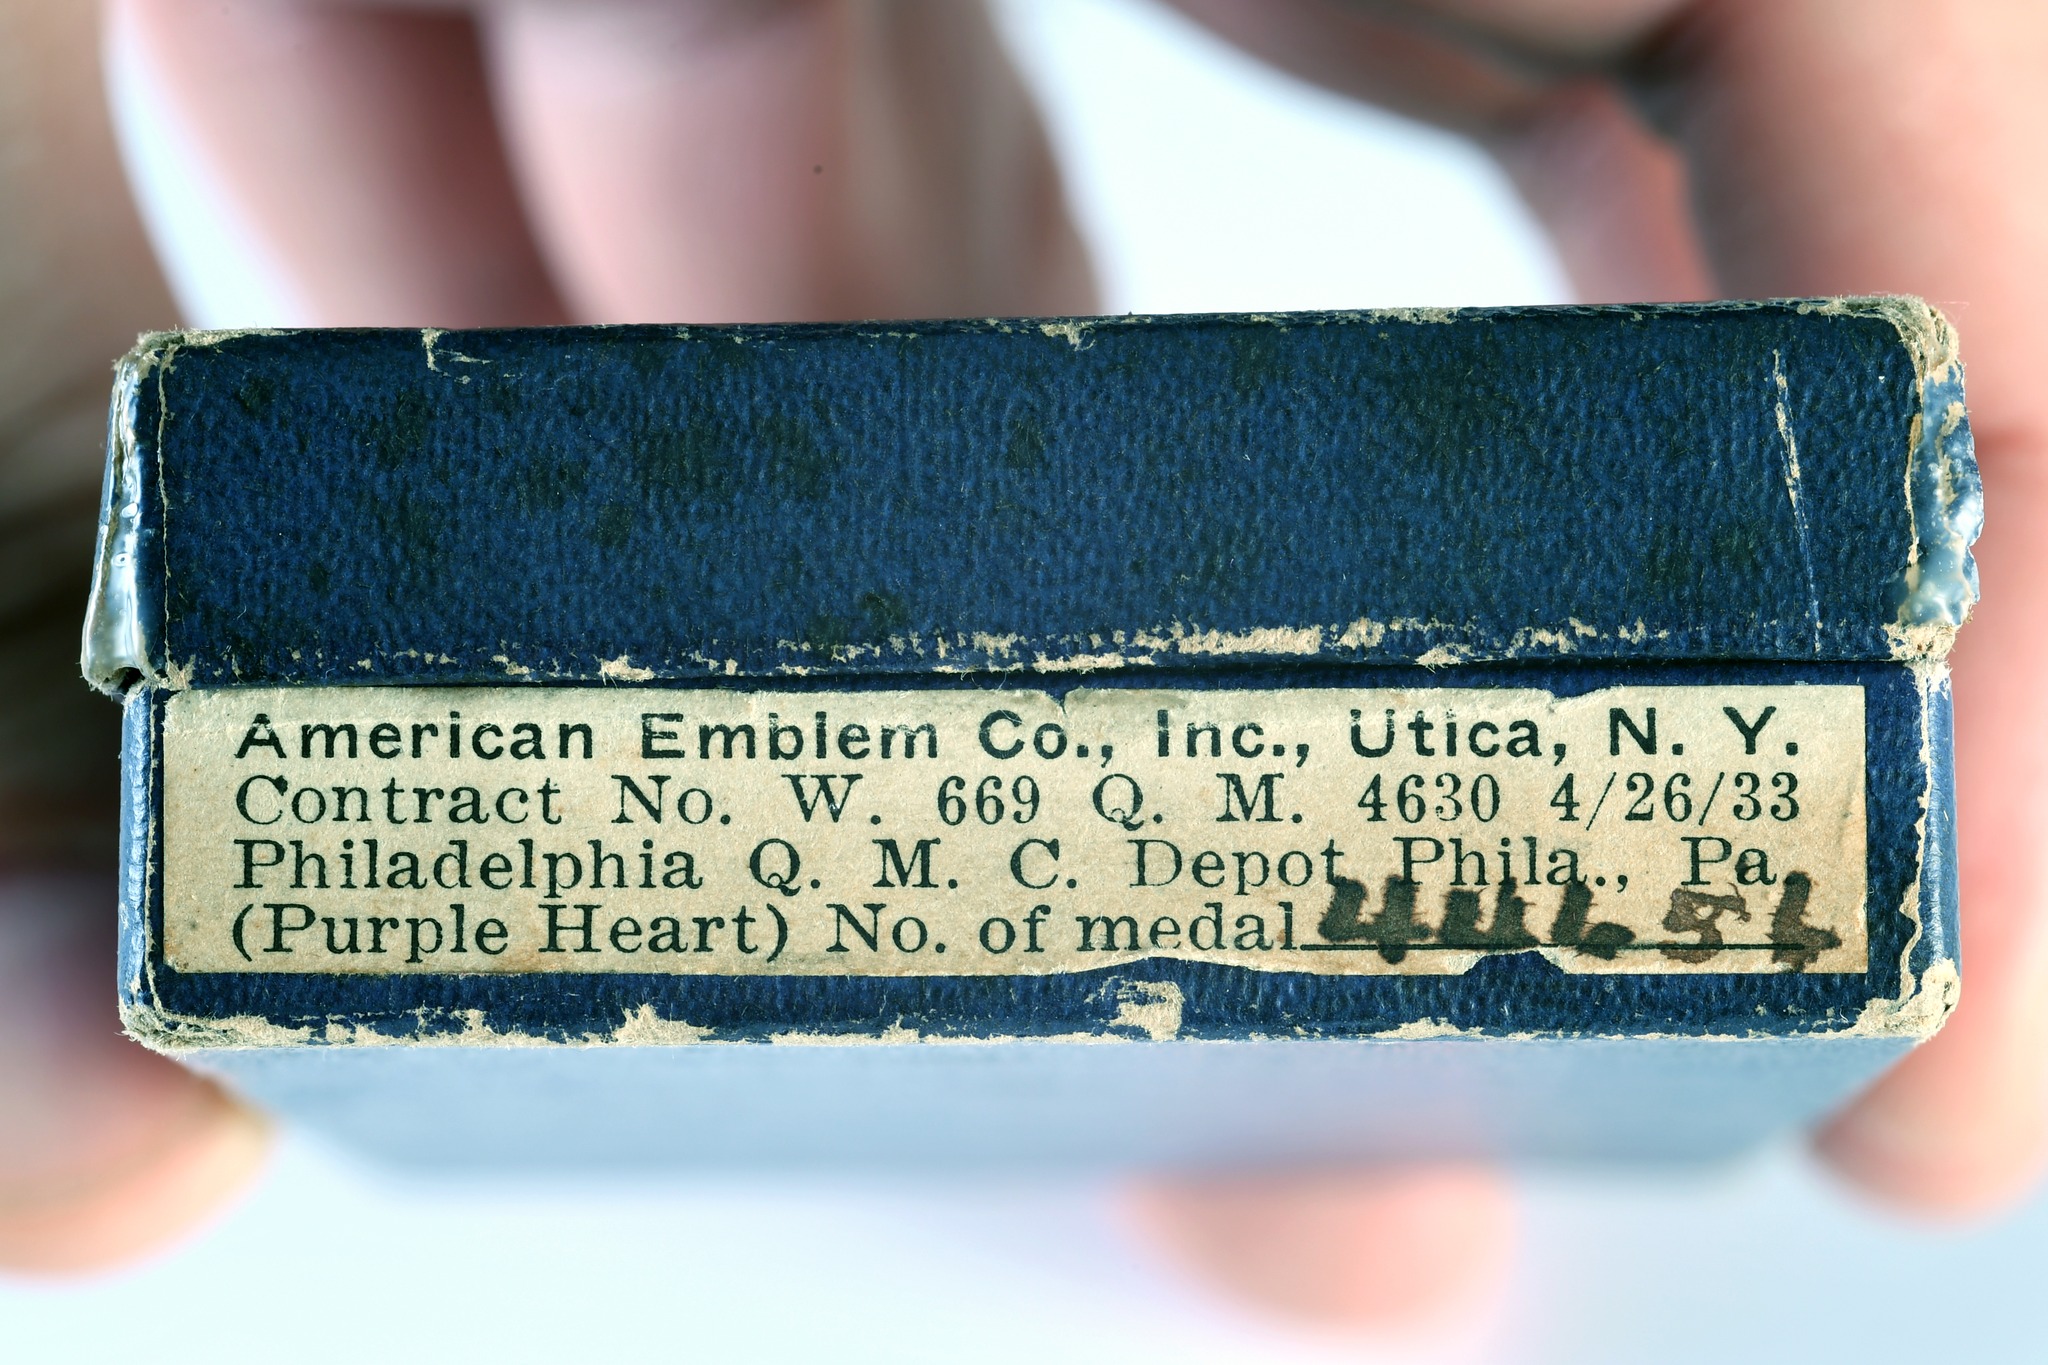 American Emblem Co., Inc., Utica, N. Y.
Contract No. W. 669 Q. M. 4630 4/26/33
Philadelphia Q. M. C. Depot Phila., Pa.
(Purple Heart) No. of medal